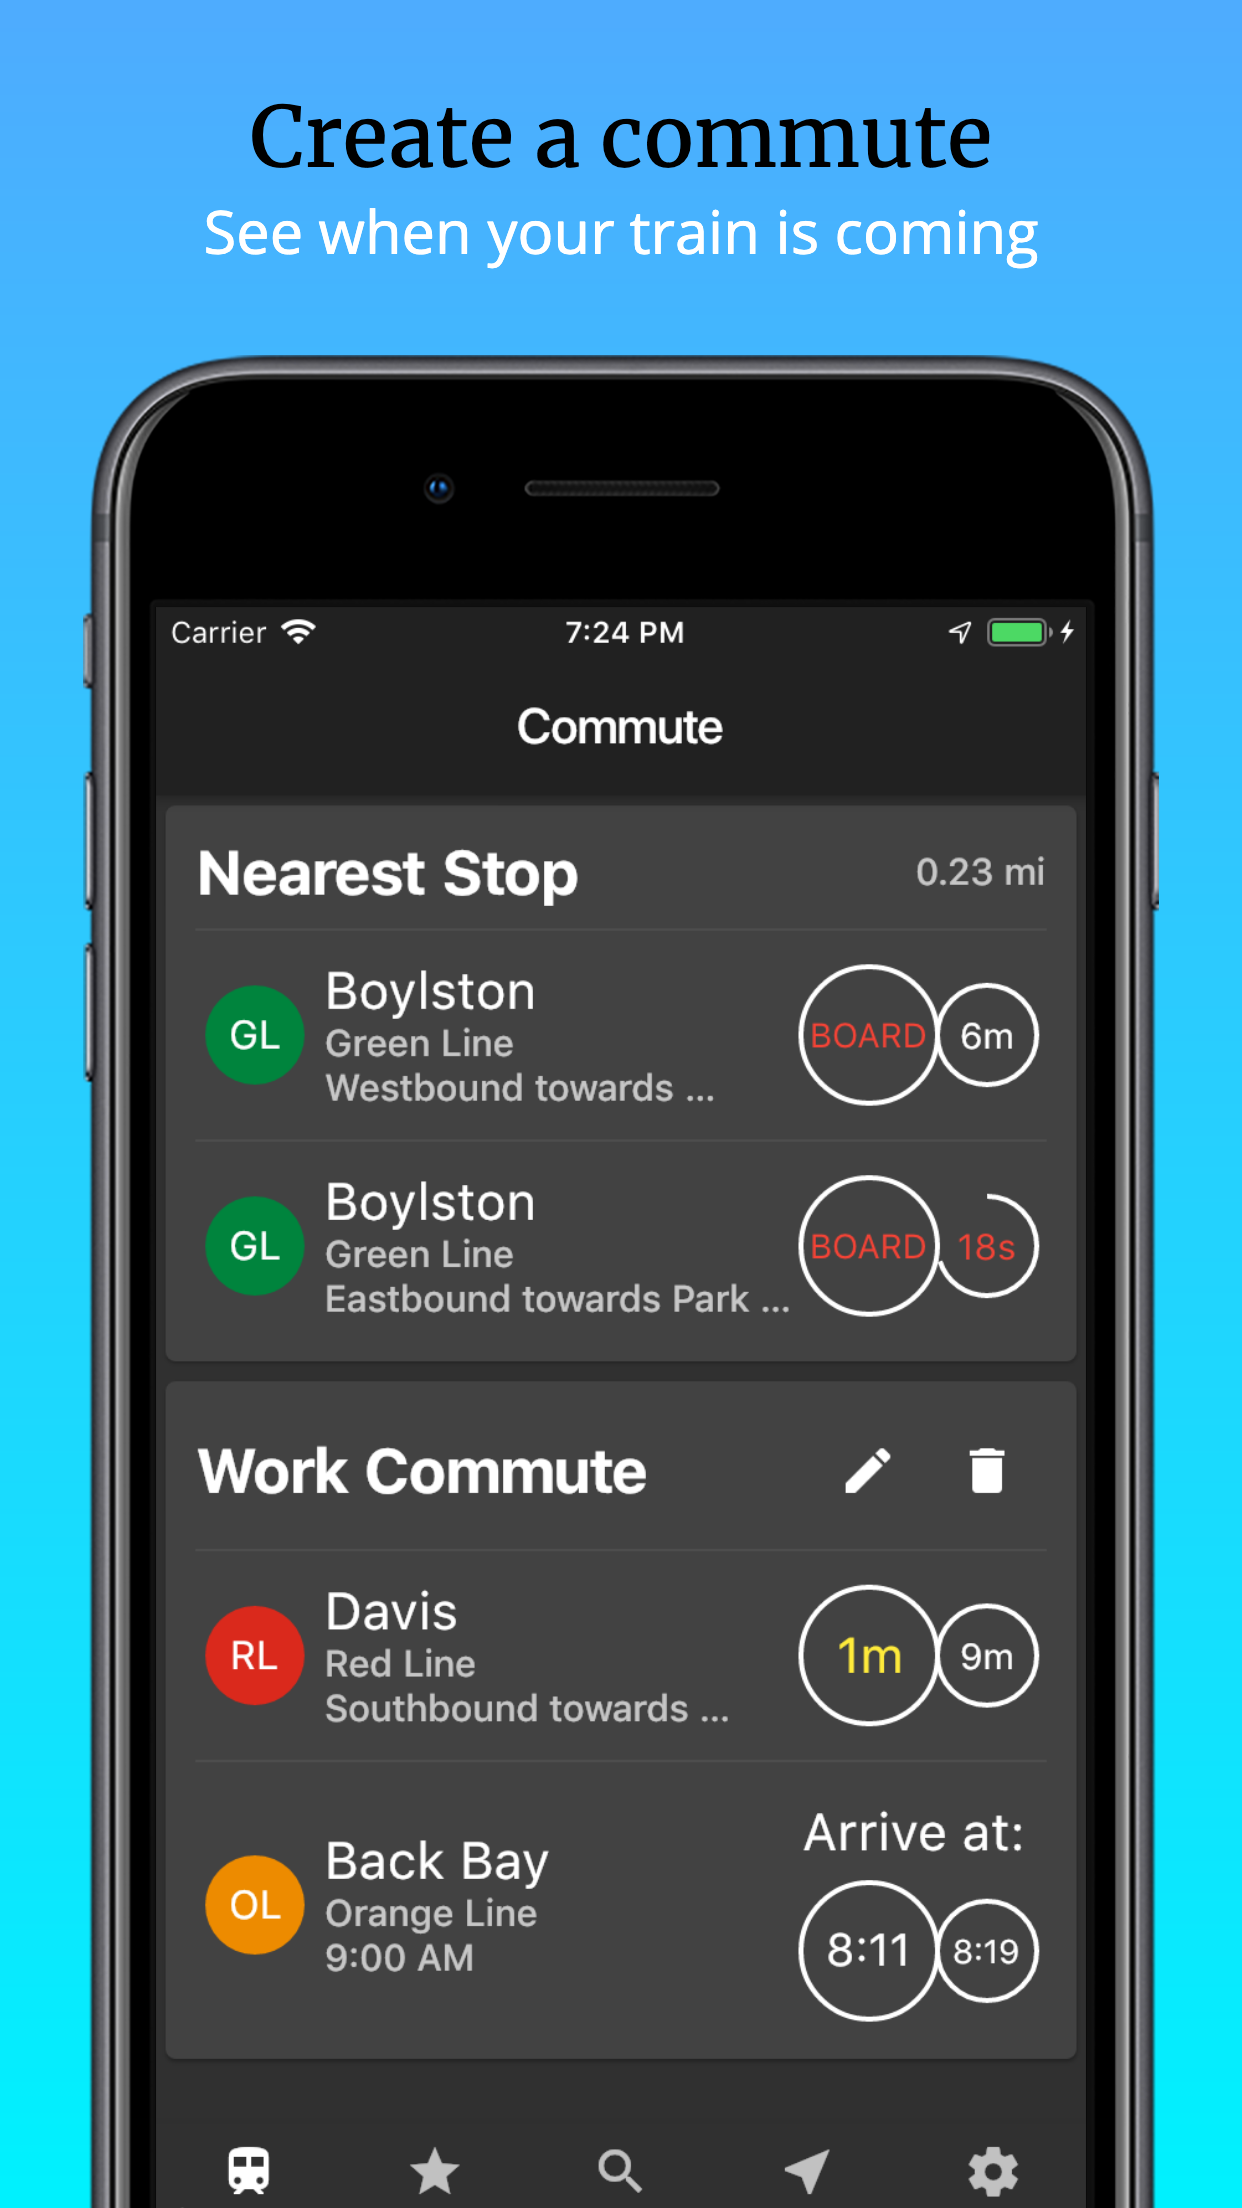 Create a commute
See when your train is coming
Carrier 7:24 PM
Commute
Nearest Stop 0.23 mi
GL Boylston BOARD 6m
Green Line
Westbound towards ...
GL Boylston BOARD 18s
Green Line
Eastbound towards Park ...
Work Commute
RL Davis 1m 9m
Red Line
Southbound towards ...
Arrive at:
OL Back Bay 8:11 8:19
Orange Line
9:00 AM